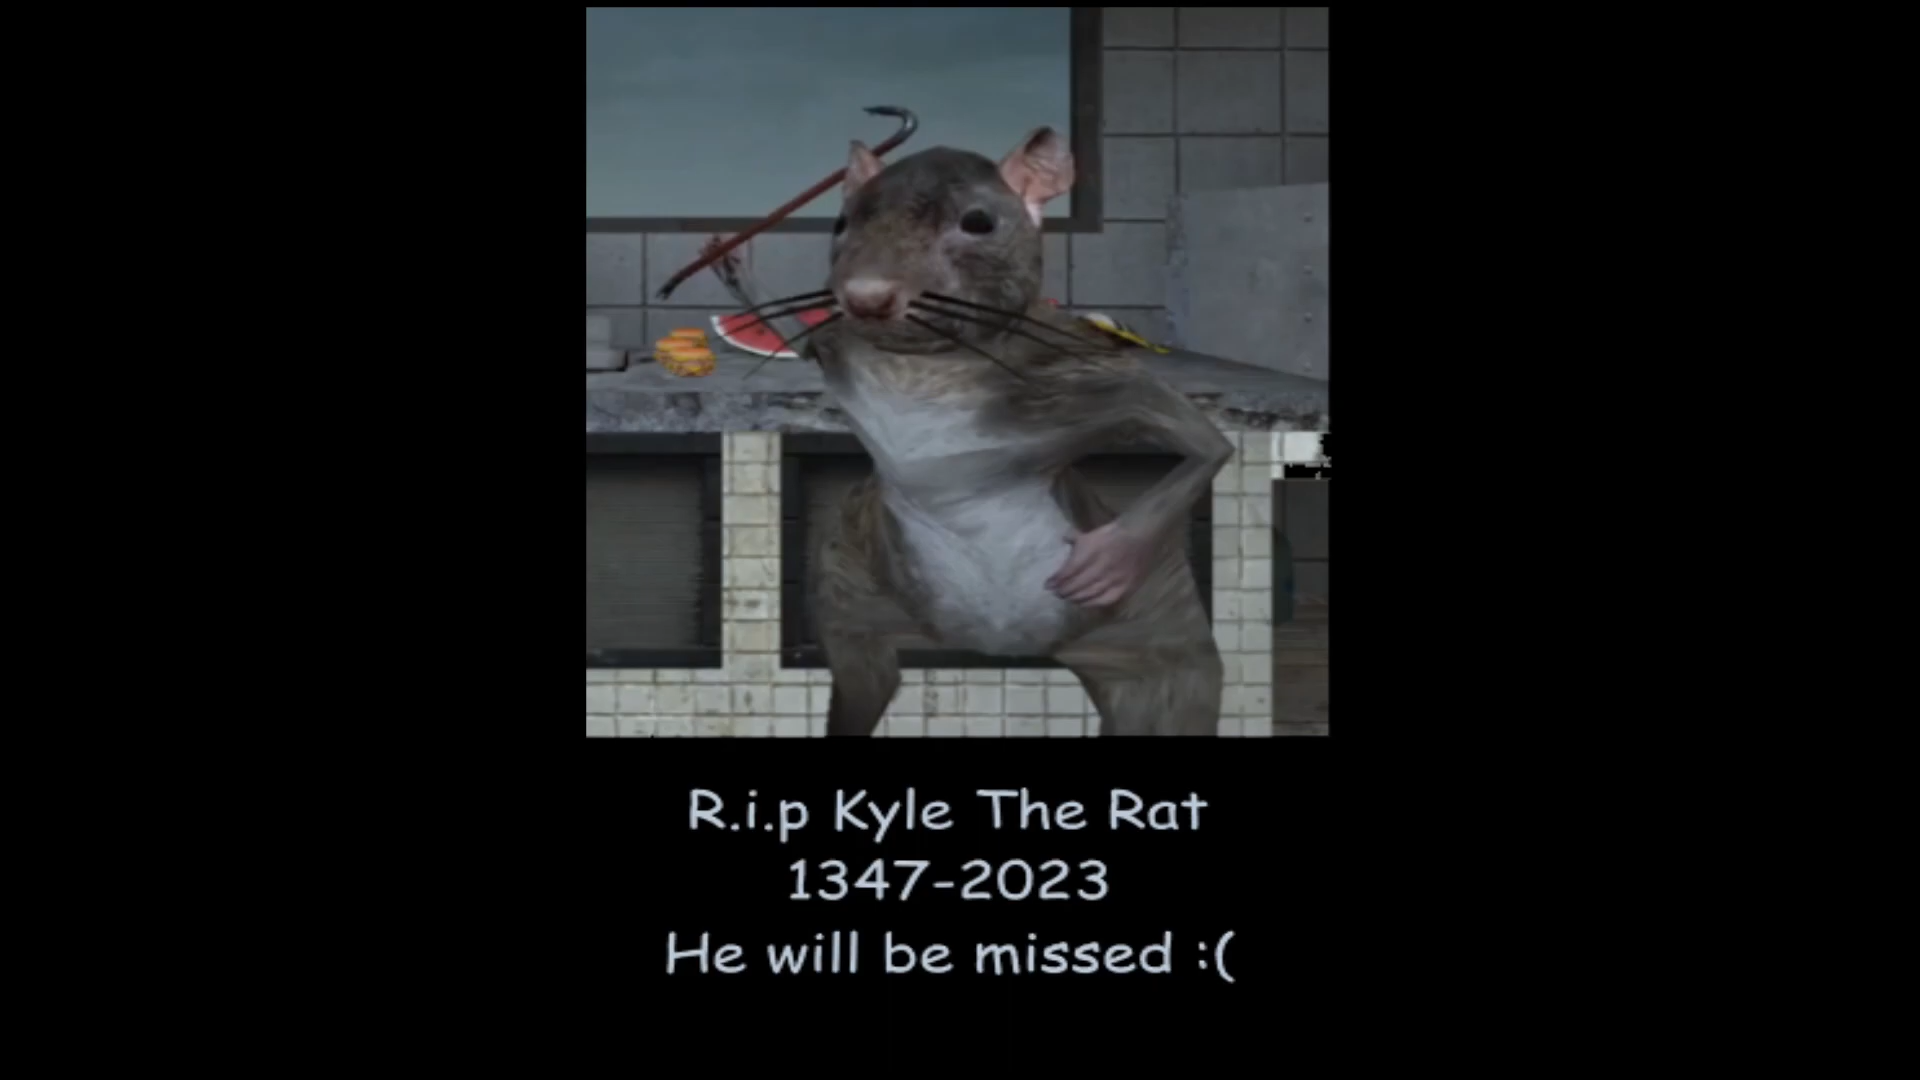 R.i.p Kyle The Rat
1347-2023
He will be missed :(